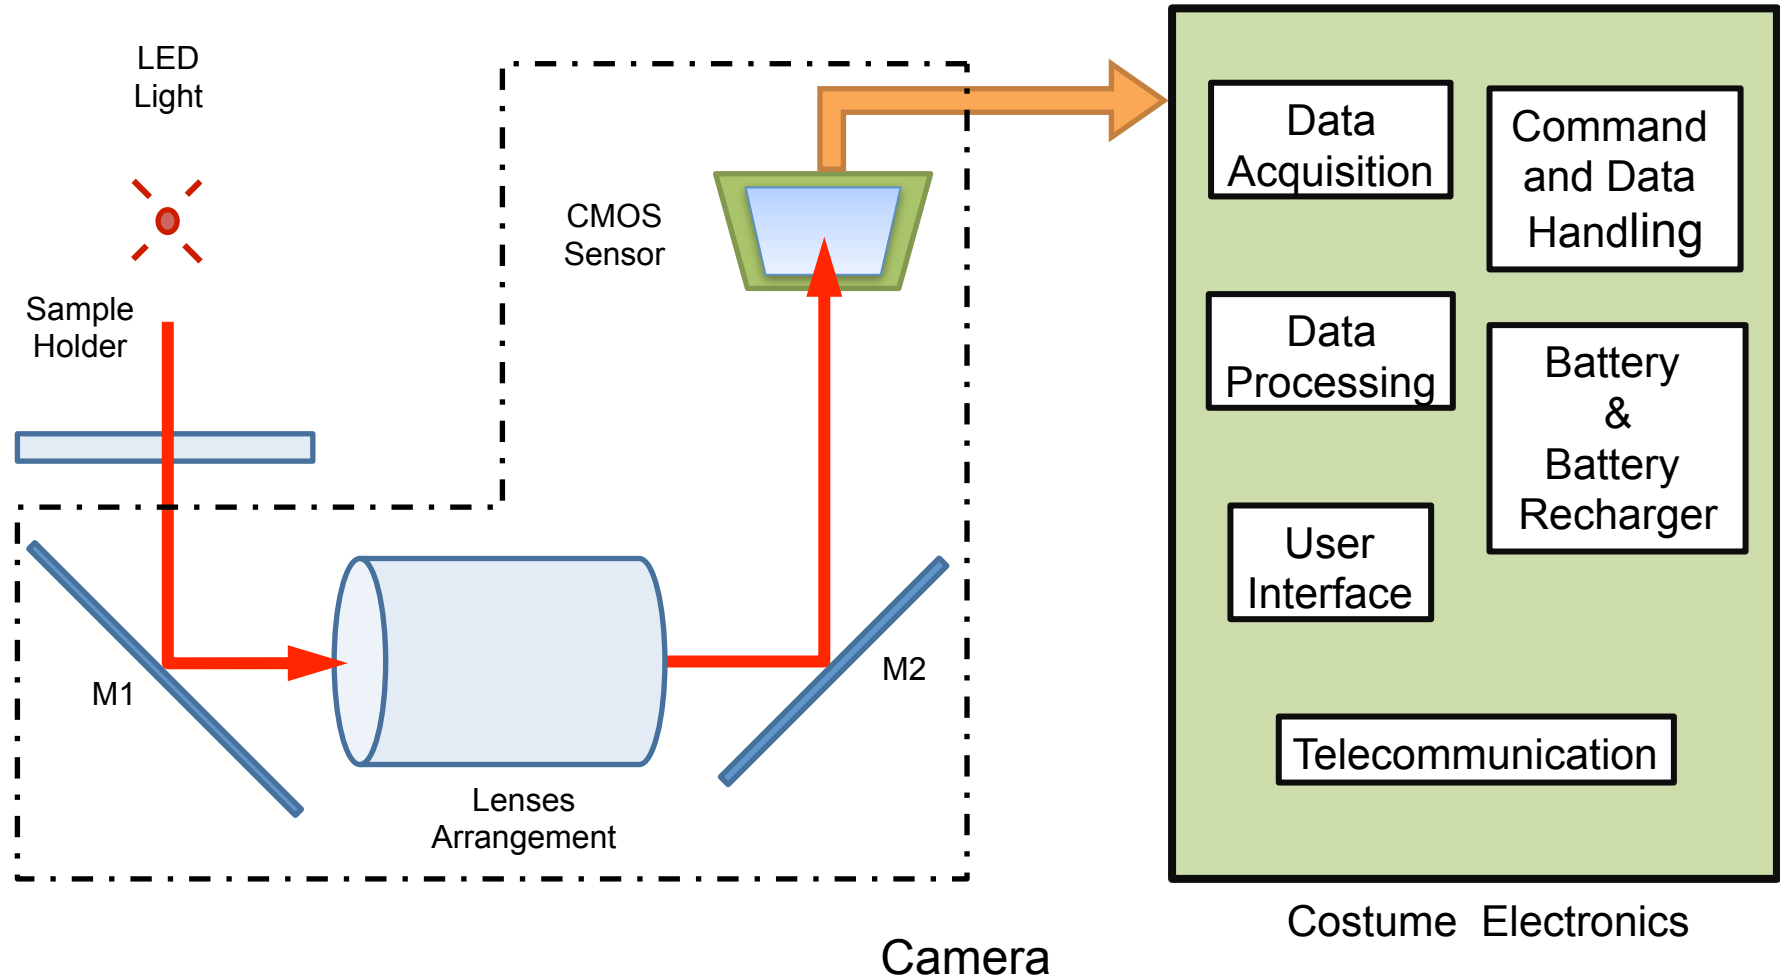 LED
Light
Sample
Holder
CMOS
Sensor
M1
M2
Lenses
Arrangement
Data
Acquisition
Command
and Data
Handling
Data
Processing
Battery
&
Battery
Recharger
User
Interface
Telecommunication
Costume Electronics
Camera